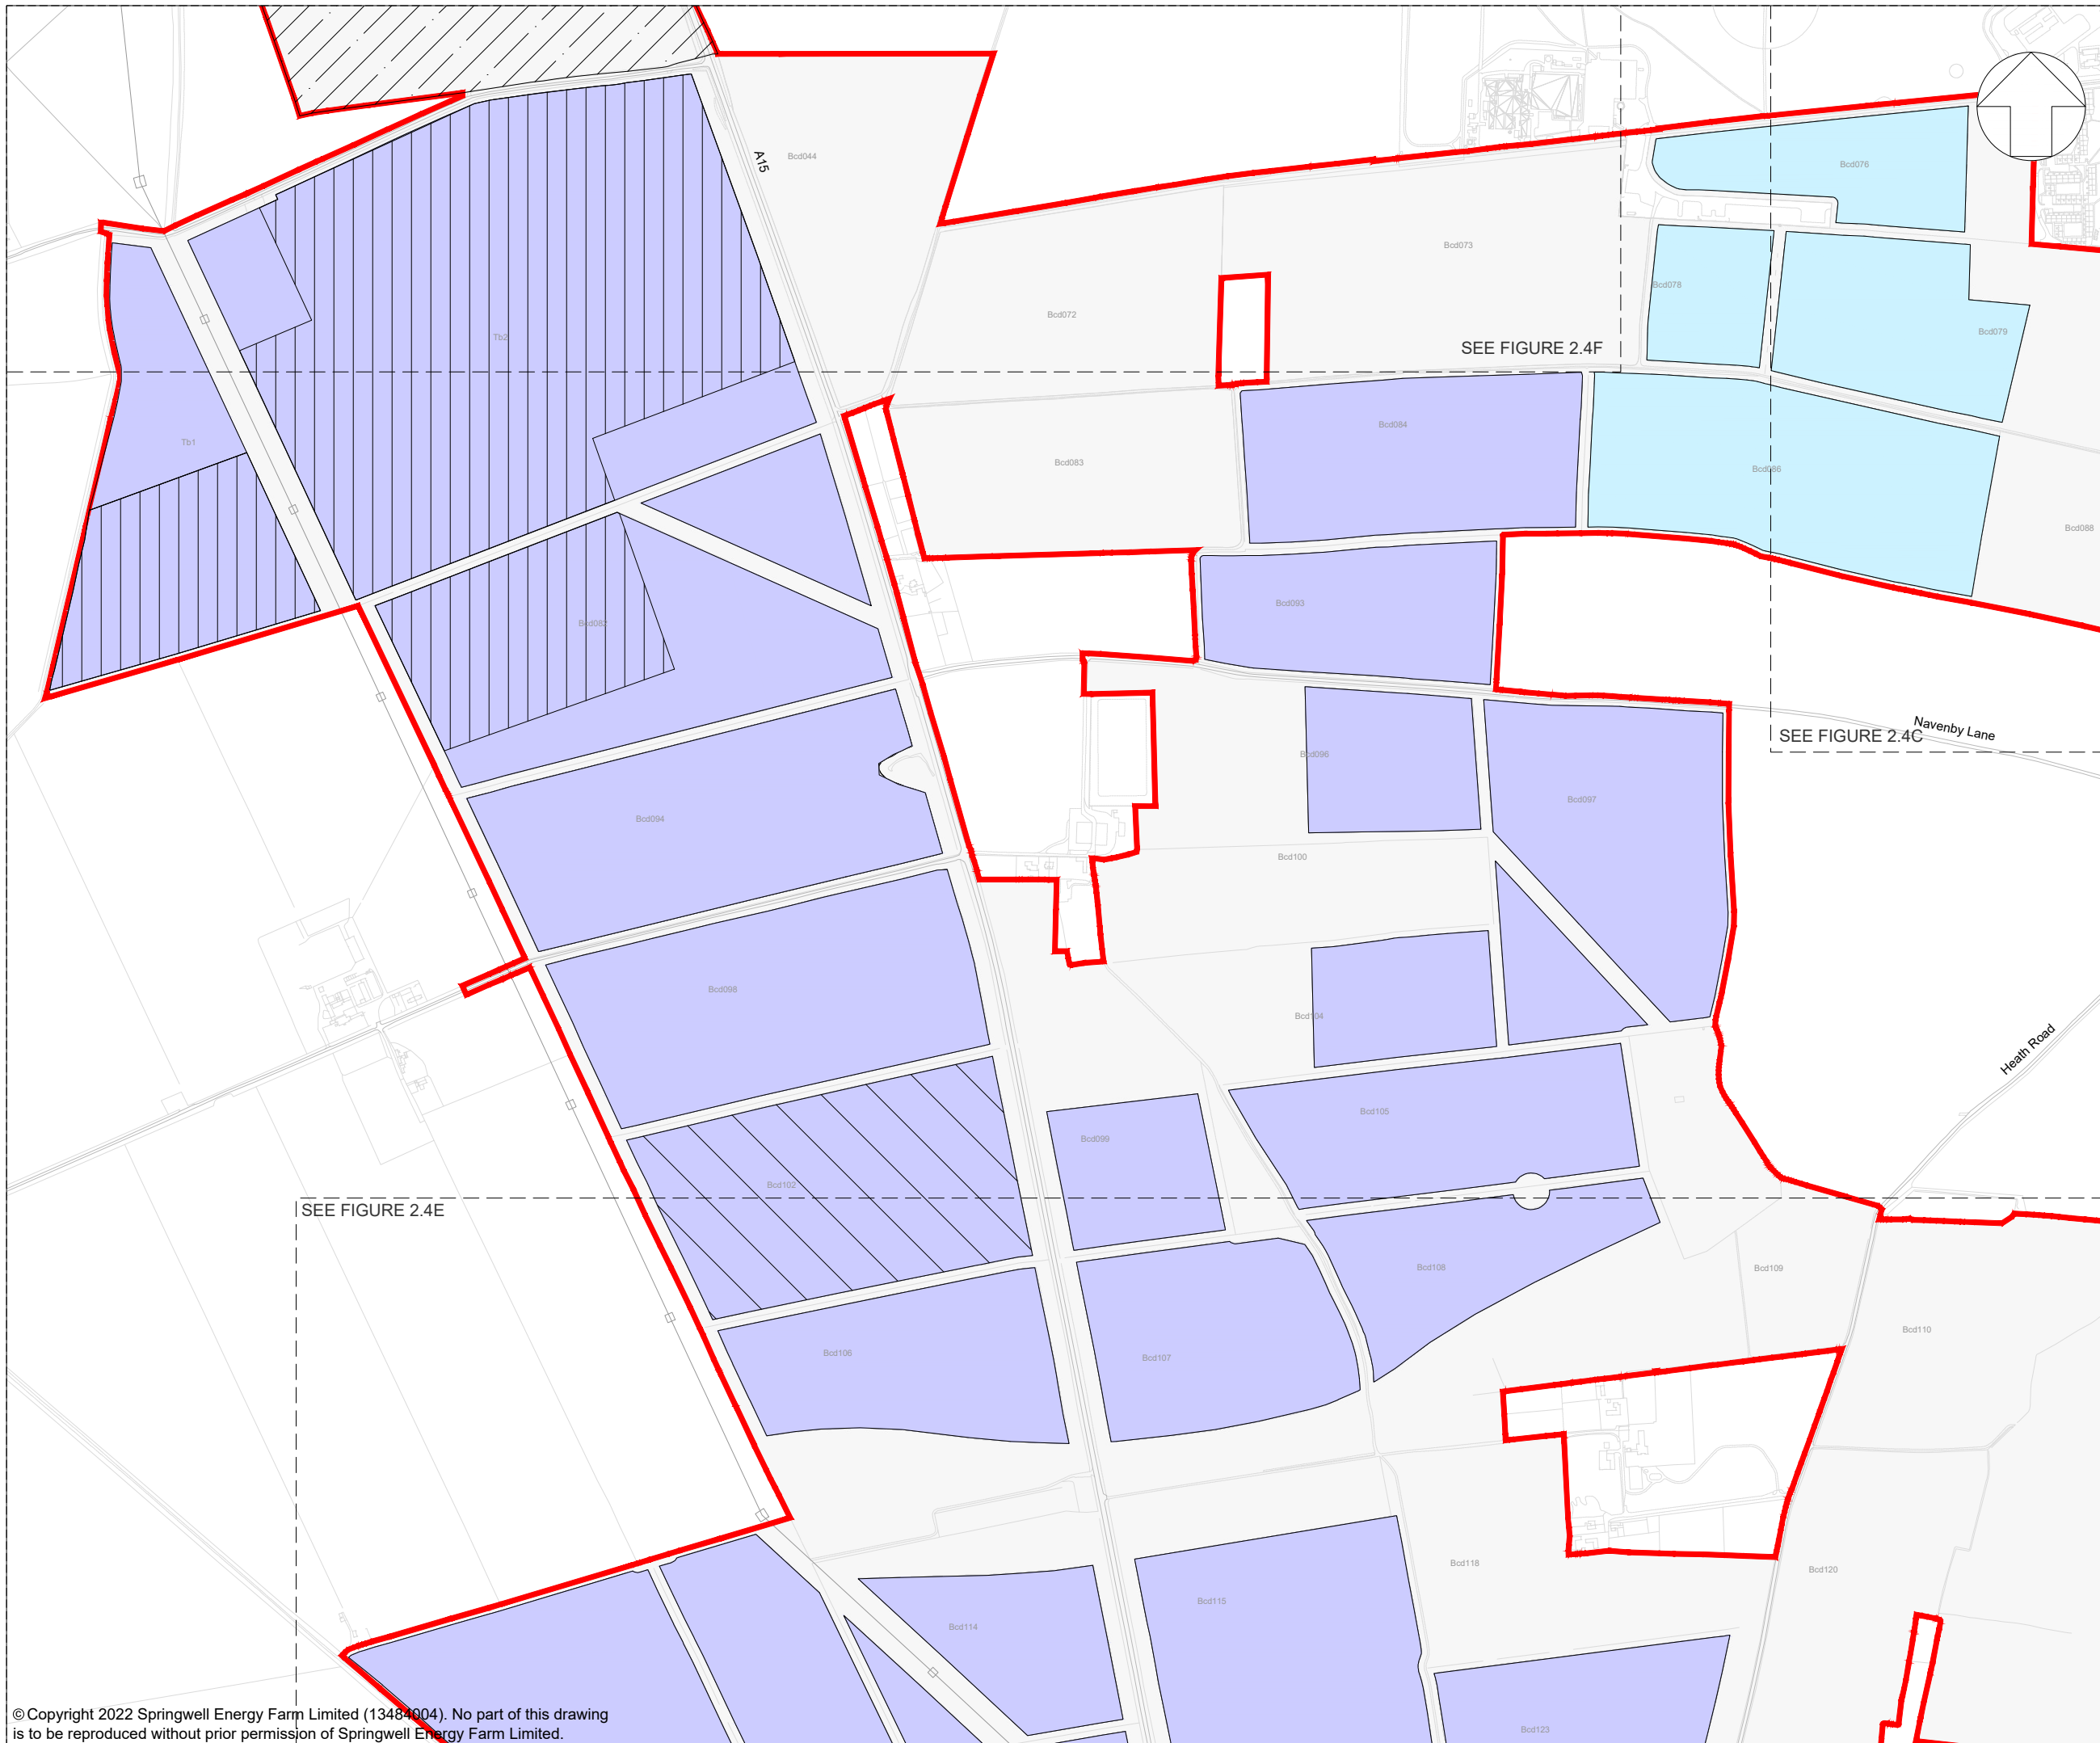 A15
Bcd044
Bcd076
Bcd073
Bcd078
Bcd072
Bcd079
Tb2
SEE FIGURE 2.4F
Bcd084
Tb1
Bcd083
Bcd086
Bcd088
Bcd093
Bcd082
Navenby Lane
SEE FIGURE 2.4C
Bcd096
Bcd097
Bcd094
Bcd100
Bcd098
Bcd104
Heath Road
Bcd105
Bcd099
Bcd102
SEE FIGURE 2.4E
Bcd108
Bcd109
Bcd110
Bcd106
Bcd107
Bcd118
Bcd120
Bcd115
Bcd114
Bcd123
© Copyright 2022 Springwell Energy Farm Limited (13484004). No part of this drawing
is to be reproduced without prior permission of Springwell Energy Farm Limited.